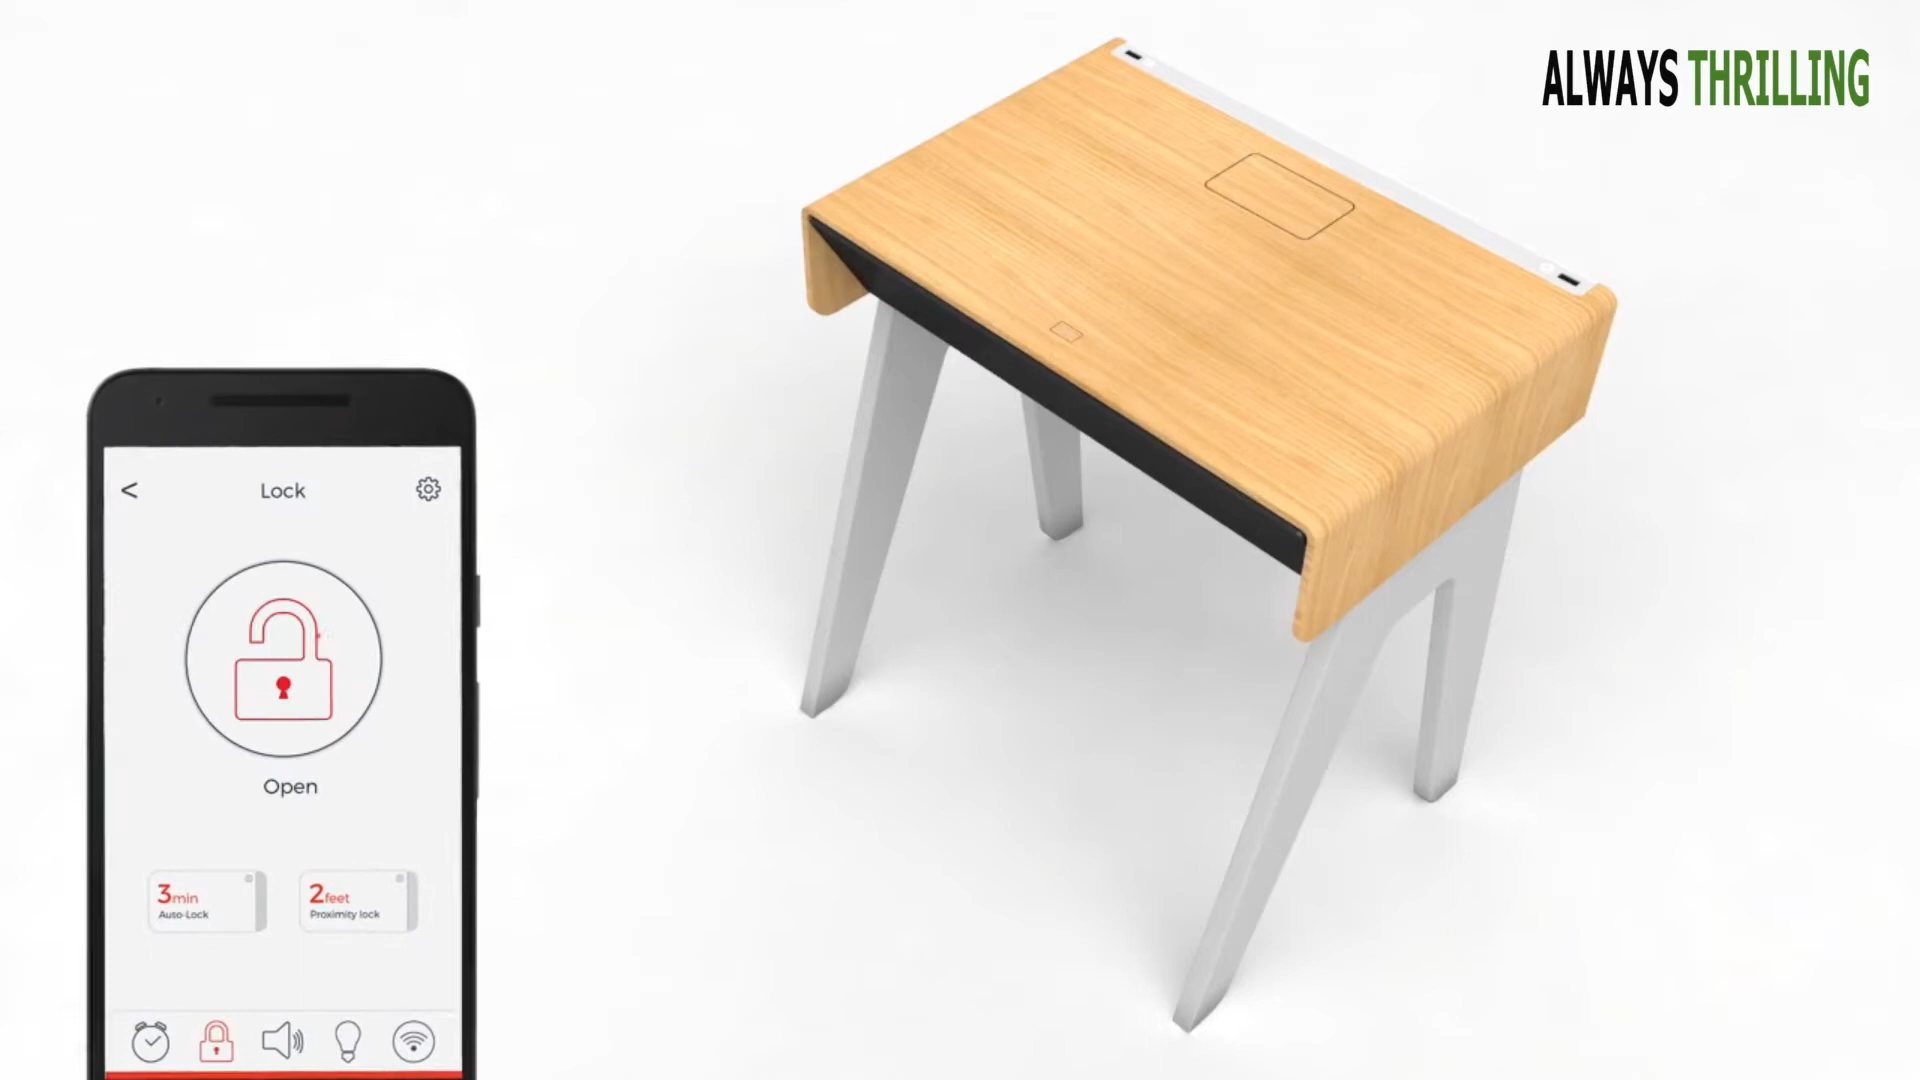 ALWAYS THRILLING
< Lock
Open
3min
Auto-Lock
2feet
Proximity lock